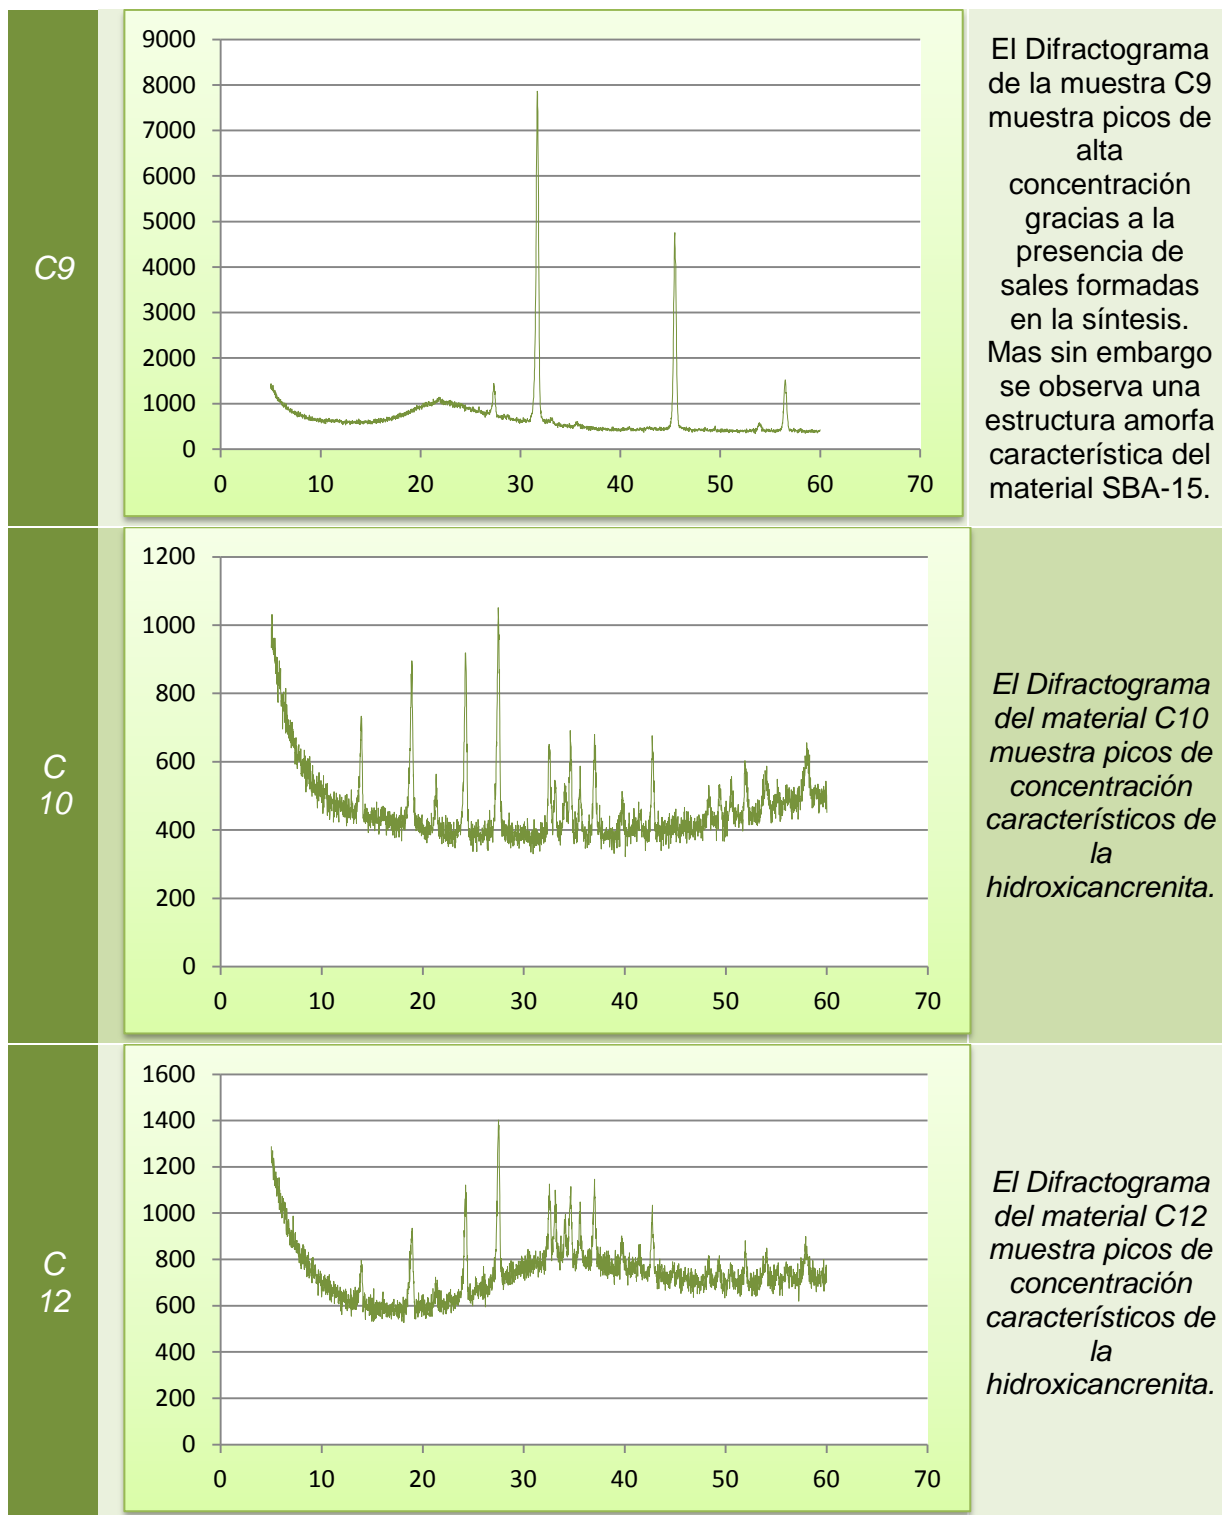 C9
9000
8000
7000
6000
5000
4000
3000
2000
1000
0
0 10 20 30 40 50 60 70
El Difractograma
de la muestra C9
muestra picos de
alta
concentración
gracias a la
presencia de
sales formadas
en la síntesis.
Mas sin embargo
se observa una
estructura amorfa
característica del
material SBA-15.
C
10
1200
1000
800
600
400
200
0
0 10 20 30 40 50 60 70
El Difractograma
del material C10
muestra picos de
concentración
característicos de
la
hidroxicancrenita.
C
12
1600
1400
1200
1000
800
600
400
200
0
0 10 20 30 40 50 60 70
El Difractograma
del material C12
muestra picos de
concentración
característicos de
la
hidroxicancrenita.